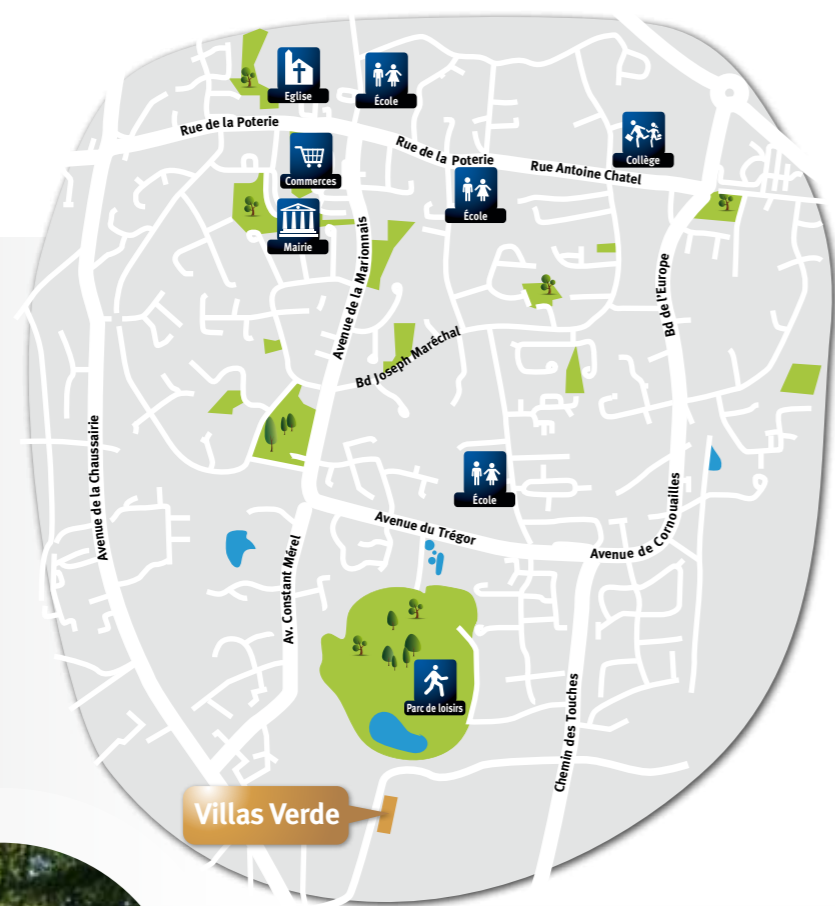 Eglise
École
Rue de la Poterie
Rue de la Poterie
Collège
Rue Antoine Chatel
Commerces
École
Mairie
Avenue de la Marionnais
Bd de l'Europe
Bd Joseph Maréchal
Avenue de la Chaussairie
École
Avenue du Trégor
Avenue de Cornouailles
Av. Constant Mérel
Parc de loisirs
Chemin des Touches
Villas Verde